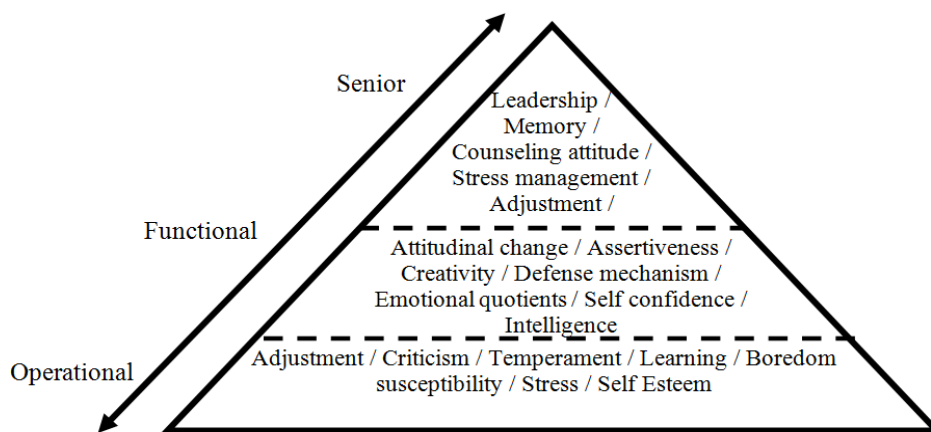 Senior
Leadership /
Memory /
Counseling attitude /
Stress management /
Adjustment /
Functional
Attitudinal change / Assertiveness /
Creativity / Defense mechanism /
Emotional quotients / Self confidence /
Intelligence
Operational
Adjustment / Criticism / Temperament / Learning / Boredom
susceptibility / Stress / Self Esteem